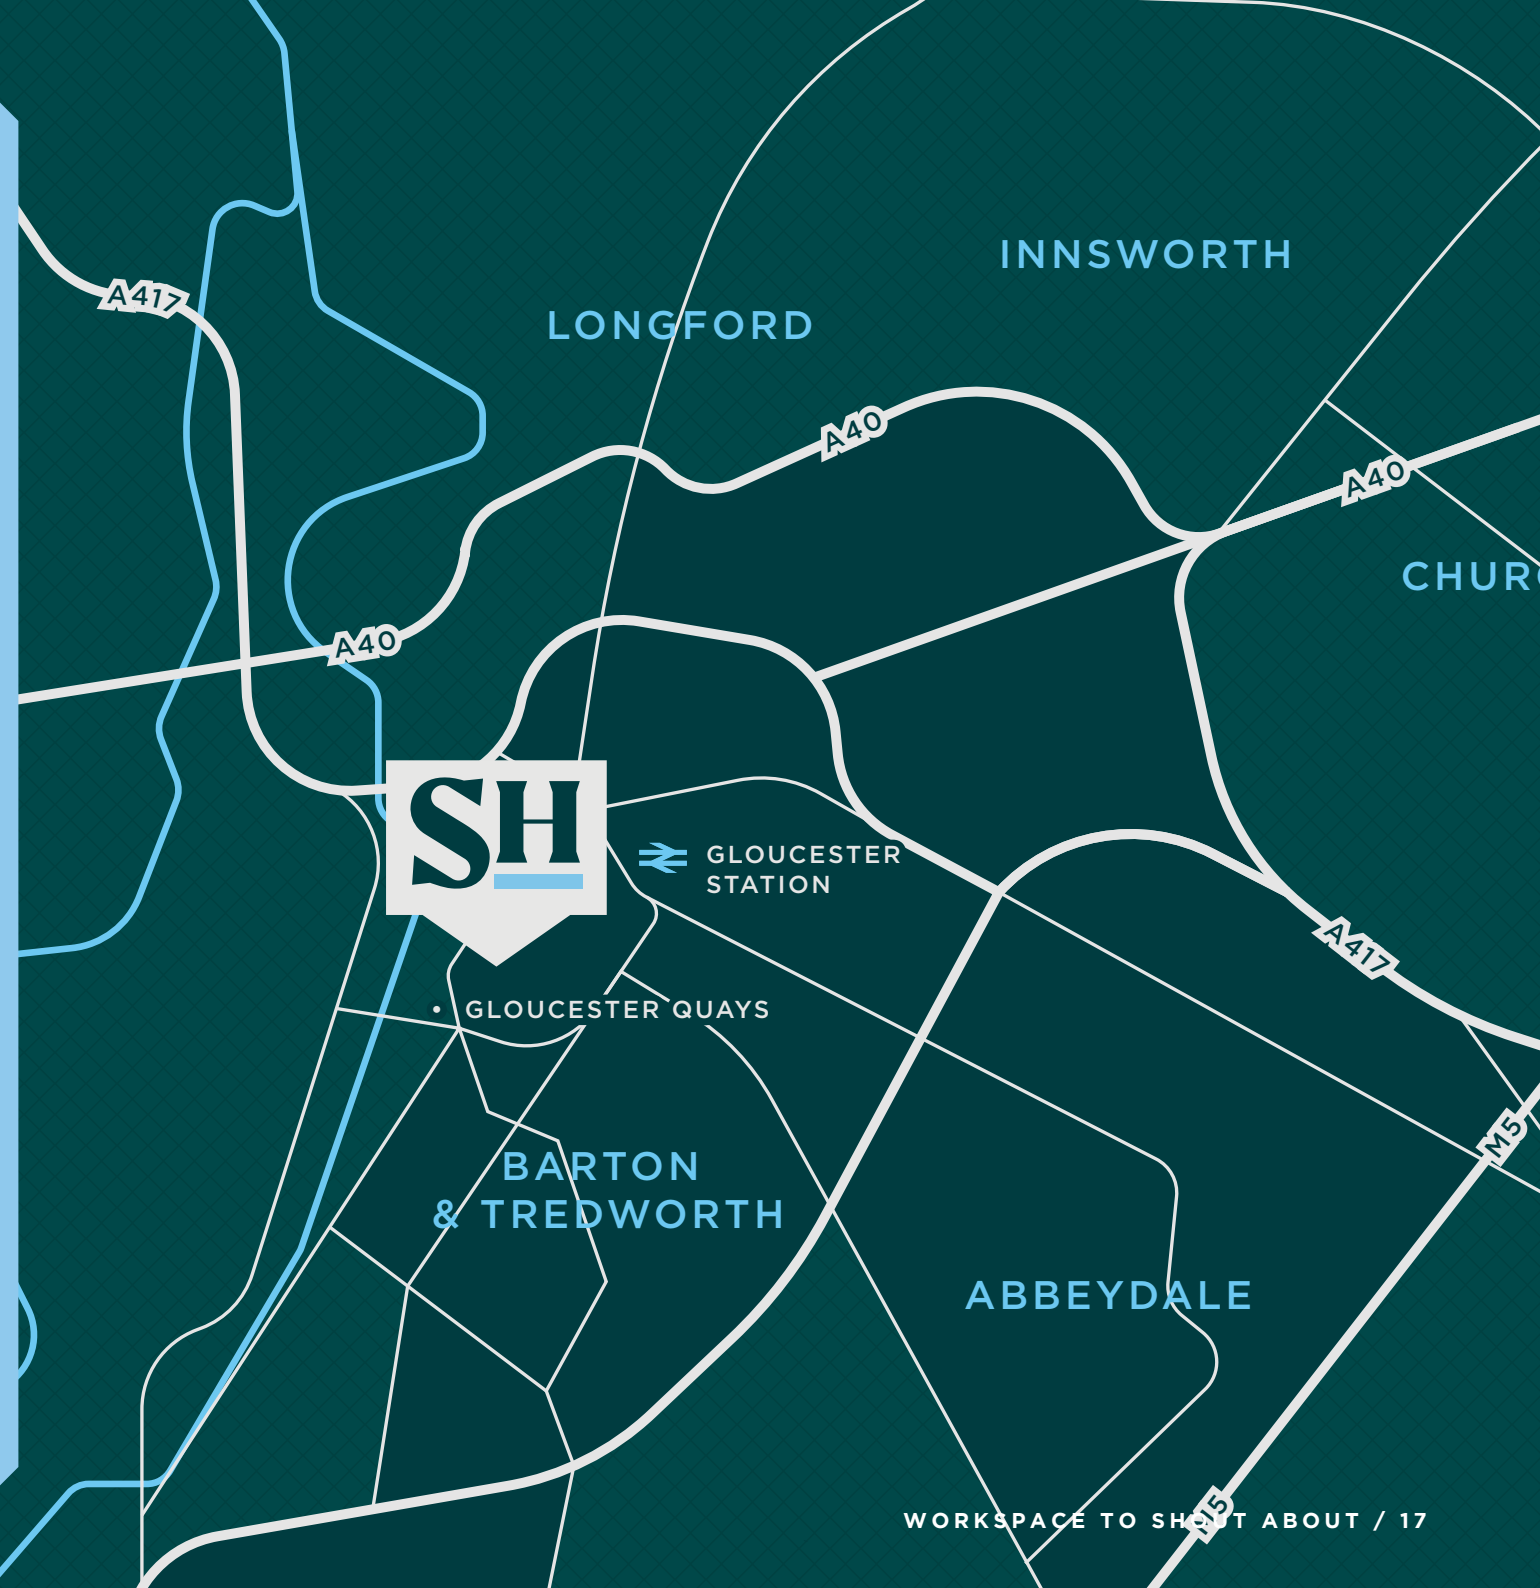 INNSWORTH
A417
LONGFORD
A40
A40
CHURC
A40
SH
GLOUCESTER
STATION
A417
GLOUCESTER QUAYS
M5
BARTON
& TREDWORTH
ABBEYDALE
M5
WORKSPACE TO SHOUT ABOUT / 17